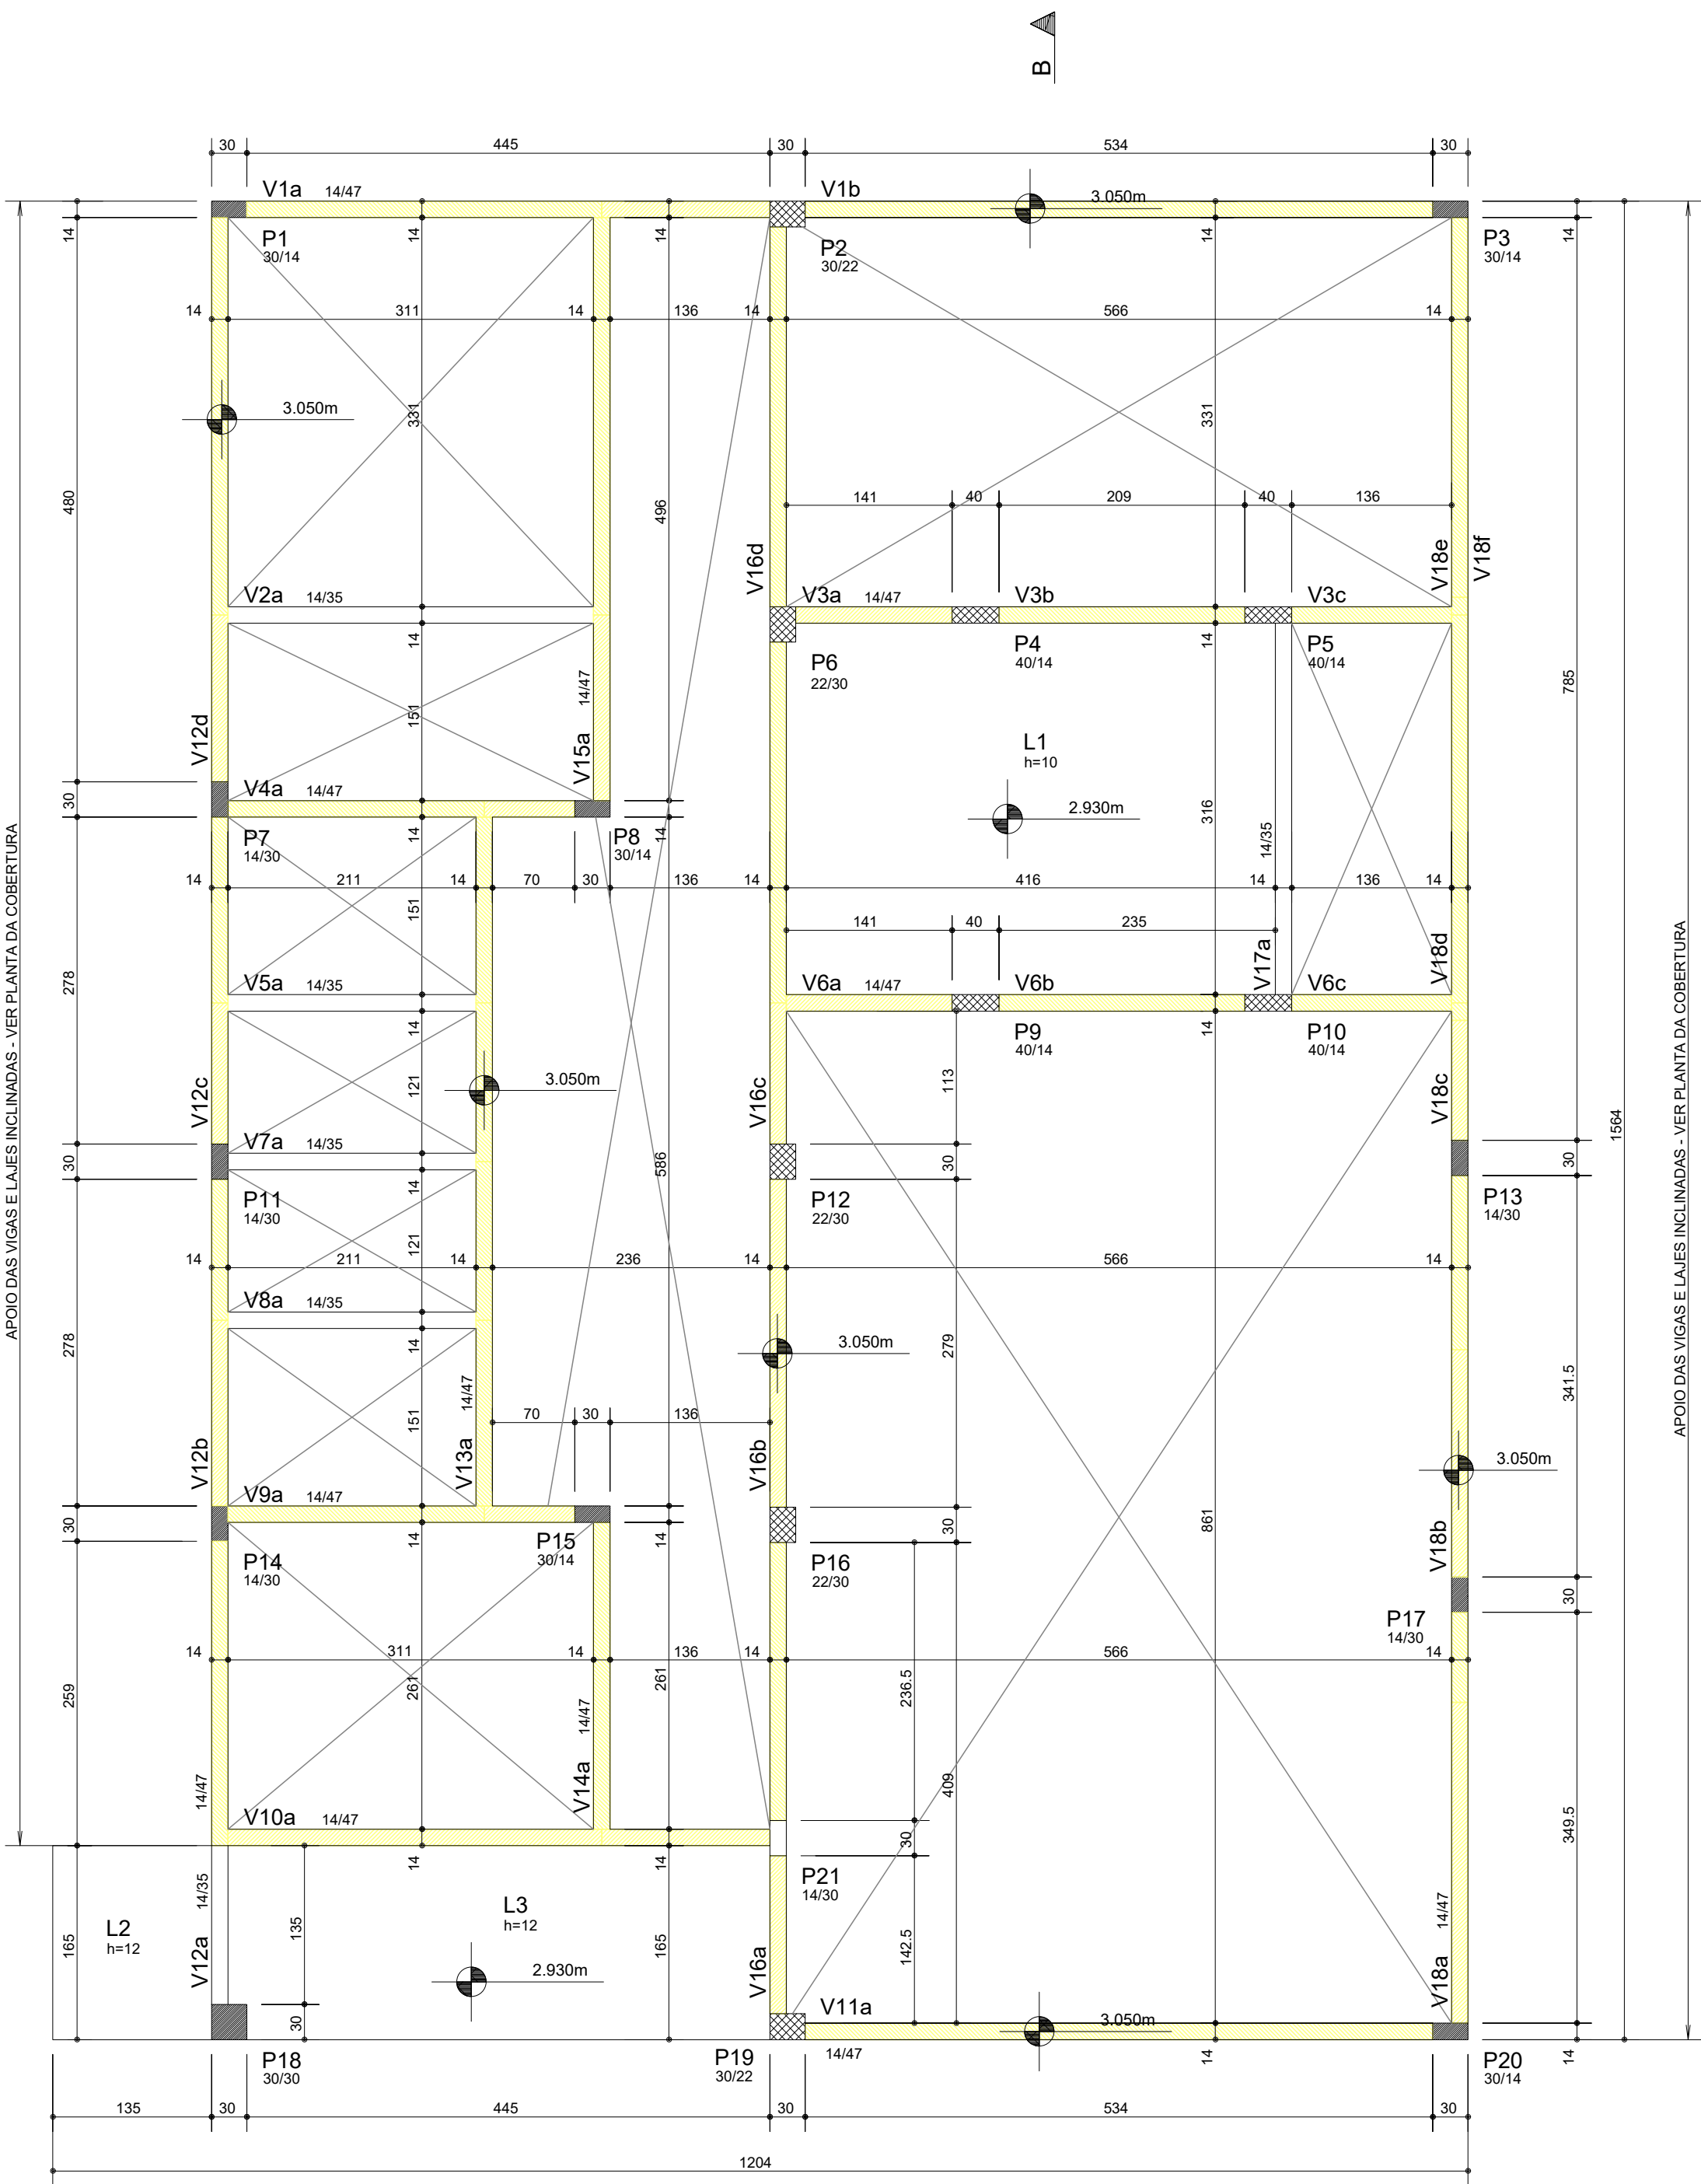 B
30 445 30 534 30
V1a 14/47 V1b 3.050m
14 14 14 14 14
P1
30/14
P2
30/22
P3
30/14
14 311 14 136 14 566 14
3.050m
331 331
480 496 785
141 40 209 40 136
V16d V18e V18f
V2a 14/35 V3a 14/47 V3b V3c
14 14
P6
22/30
P4
40/14
P5
40/14
V12d 151 14/47 V15a
L1
h=10
2.930m
316 14/35
30 V4a 14/47
14 14
P7
14/30
P8
30/14
14 211 14 70 30 136 14 416 14 136 14
151
141 40 235
278 V5a 14/35 V6a 14/47 V6b V17a V6c V18d
14 14
P9
40/14
P10
40/14
APOIO DAS VIGAS E LAJES INCLINADAS - VER PLANTA DA COBERTURA
APOIO DAS VIGAS E LAJES INCLINADAS - VER PLANTA DA COBERTURA
V12c 121 3.050m V16c 113 V18c 1564
V7a 14/35
30 586 30 30
14
P11
14/30
P12
22/30
P13
14/30
14 211 14 236 14 566 14
121
V8a 14/35
278 14 3.050m 279 341.5
V12b 151 14/47 V13a 70 30 136 V16b
3.050m
V9a 14/47
30 14 14 30 861 V18b
P14
14/30
P15
30/14
P16
22/30
30
P17
14/30
14 311 14 136 14 566 14
259 261 261 236.5
14/47 14/47 V14a 409 349.5
V10a 14/47
14 14 30
P21
14/30
14/35 135 142.5 14/47
L2
h=12
L3
h=12
165 V12a 165 V16a V18a
2.930m
30
V11a 3.050m
14/47
14 14
P18
30/30
P19
30/22
P20
30/14
135 30 445 30 534 30
1204